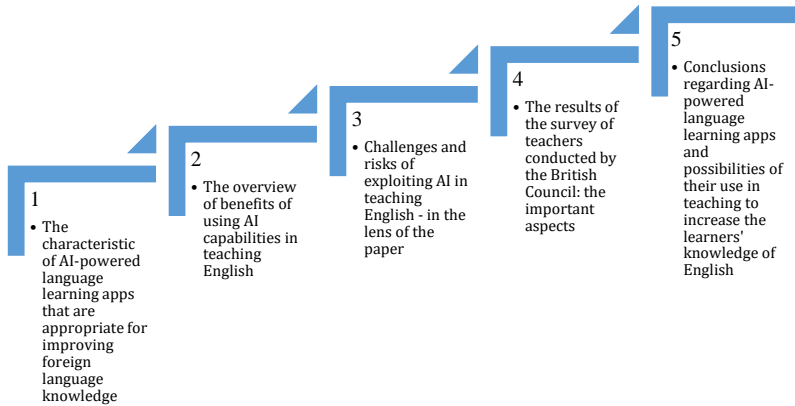 1
• The
characteristic
of AI-powered
language
learning apps
that are
appropriate for
improving
foreign
language
knowledge
2
• The overview
of benefits of
using AI
capabilities in
teaching
English
3
• Challenges and
risks of
exploiting AI in
teaching
English - in the
lens of the
paper
4
• The results of
the survey of
teachers
conducted by
the British
Council: the
important
aspects
5
• Conclusions
regarding AI-
powered
language
learning apps
and
possibilities of
their use in
teaching to
increase the
learners'
knowledge of
English